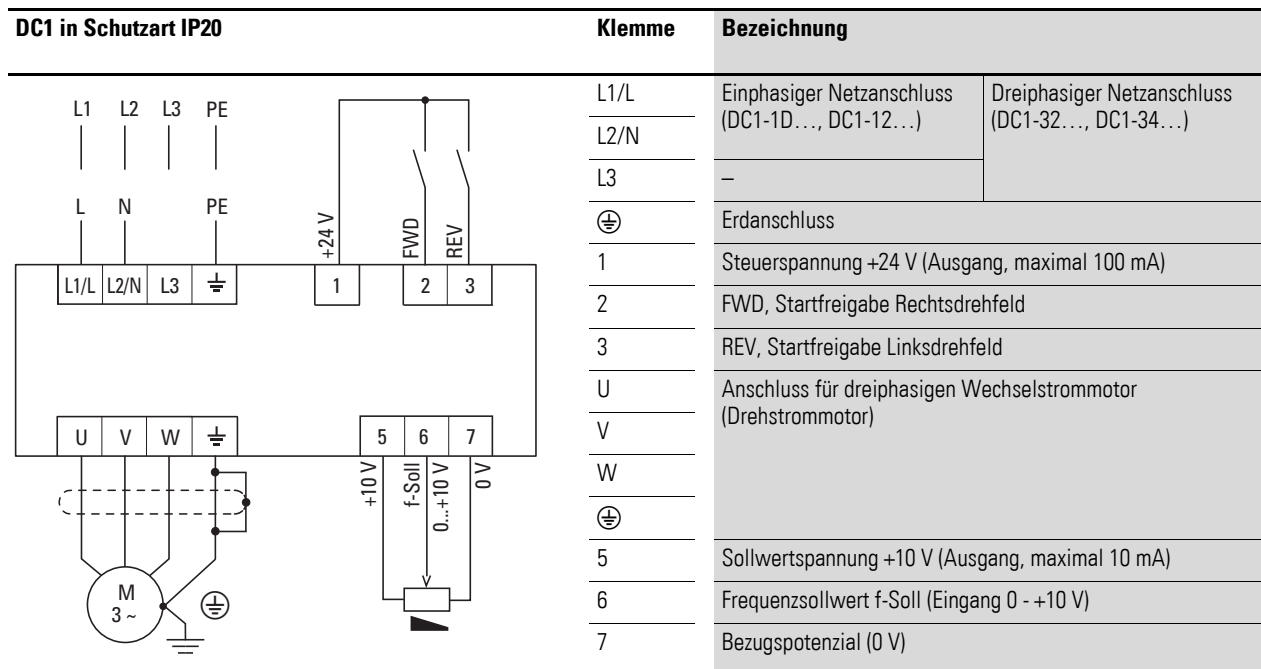 DC1 in Schutzart IP20
Klemme
Bezeichnung
L1 L2 L3 PE
L N PE
+24 V
FWD
REV
L1/L L2/N L3
1
2 3
U V W
5 6 7
+10 V
f-Soll
0...+10 V
0 V
M
3 ~
L1/L
L2/N
L3
Einphasiger Netzanschluss
(DC1-1D…, DC1-12…)
–
Dreiphasiger Netzanschluss
(DC1-32…, DC1-34…)
Erdanschluss
1 Steuerspannung +24 V (Ausgang, maximal 100 mA)
2 FWD, Startfreigabe Rechtsdrehfeld
3 REV, Startfreigabe Linksdrehfeld
U
V
W
Anschluss für dreiphasigen Wechselstrommotor
(Drehstrommotor)
5 Sollwertspannung +10 V (Ausgang, maximal 10 mA)
6 Frequenzsollwert f-Soll (Eingang 0 - +10 V)
7 Bezugspotenzial (0 V)